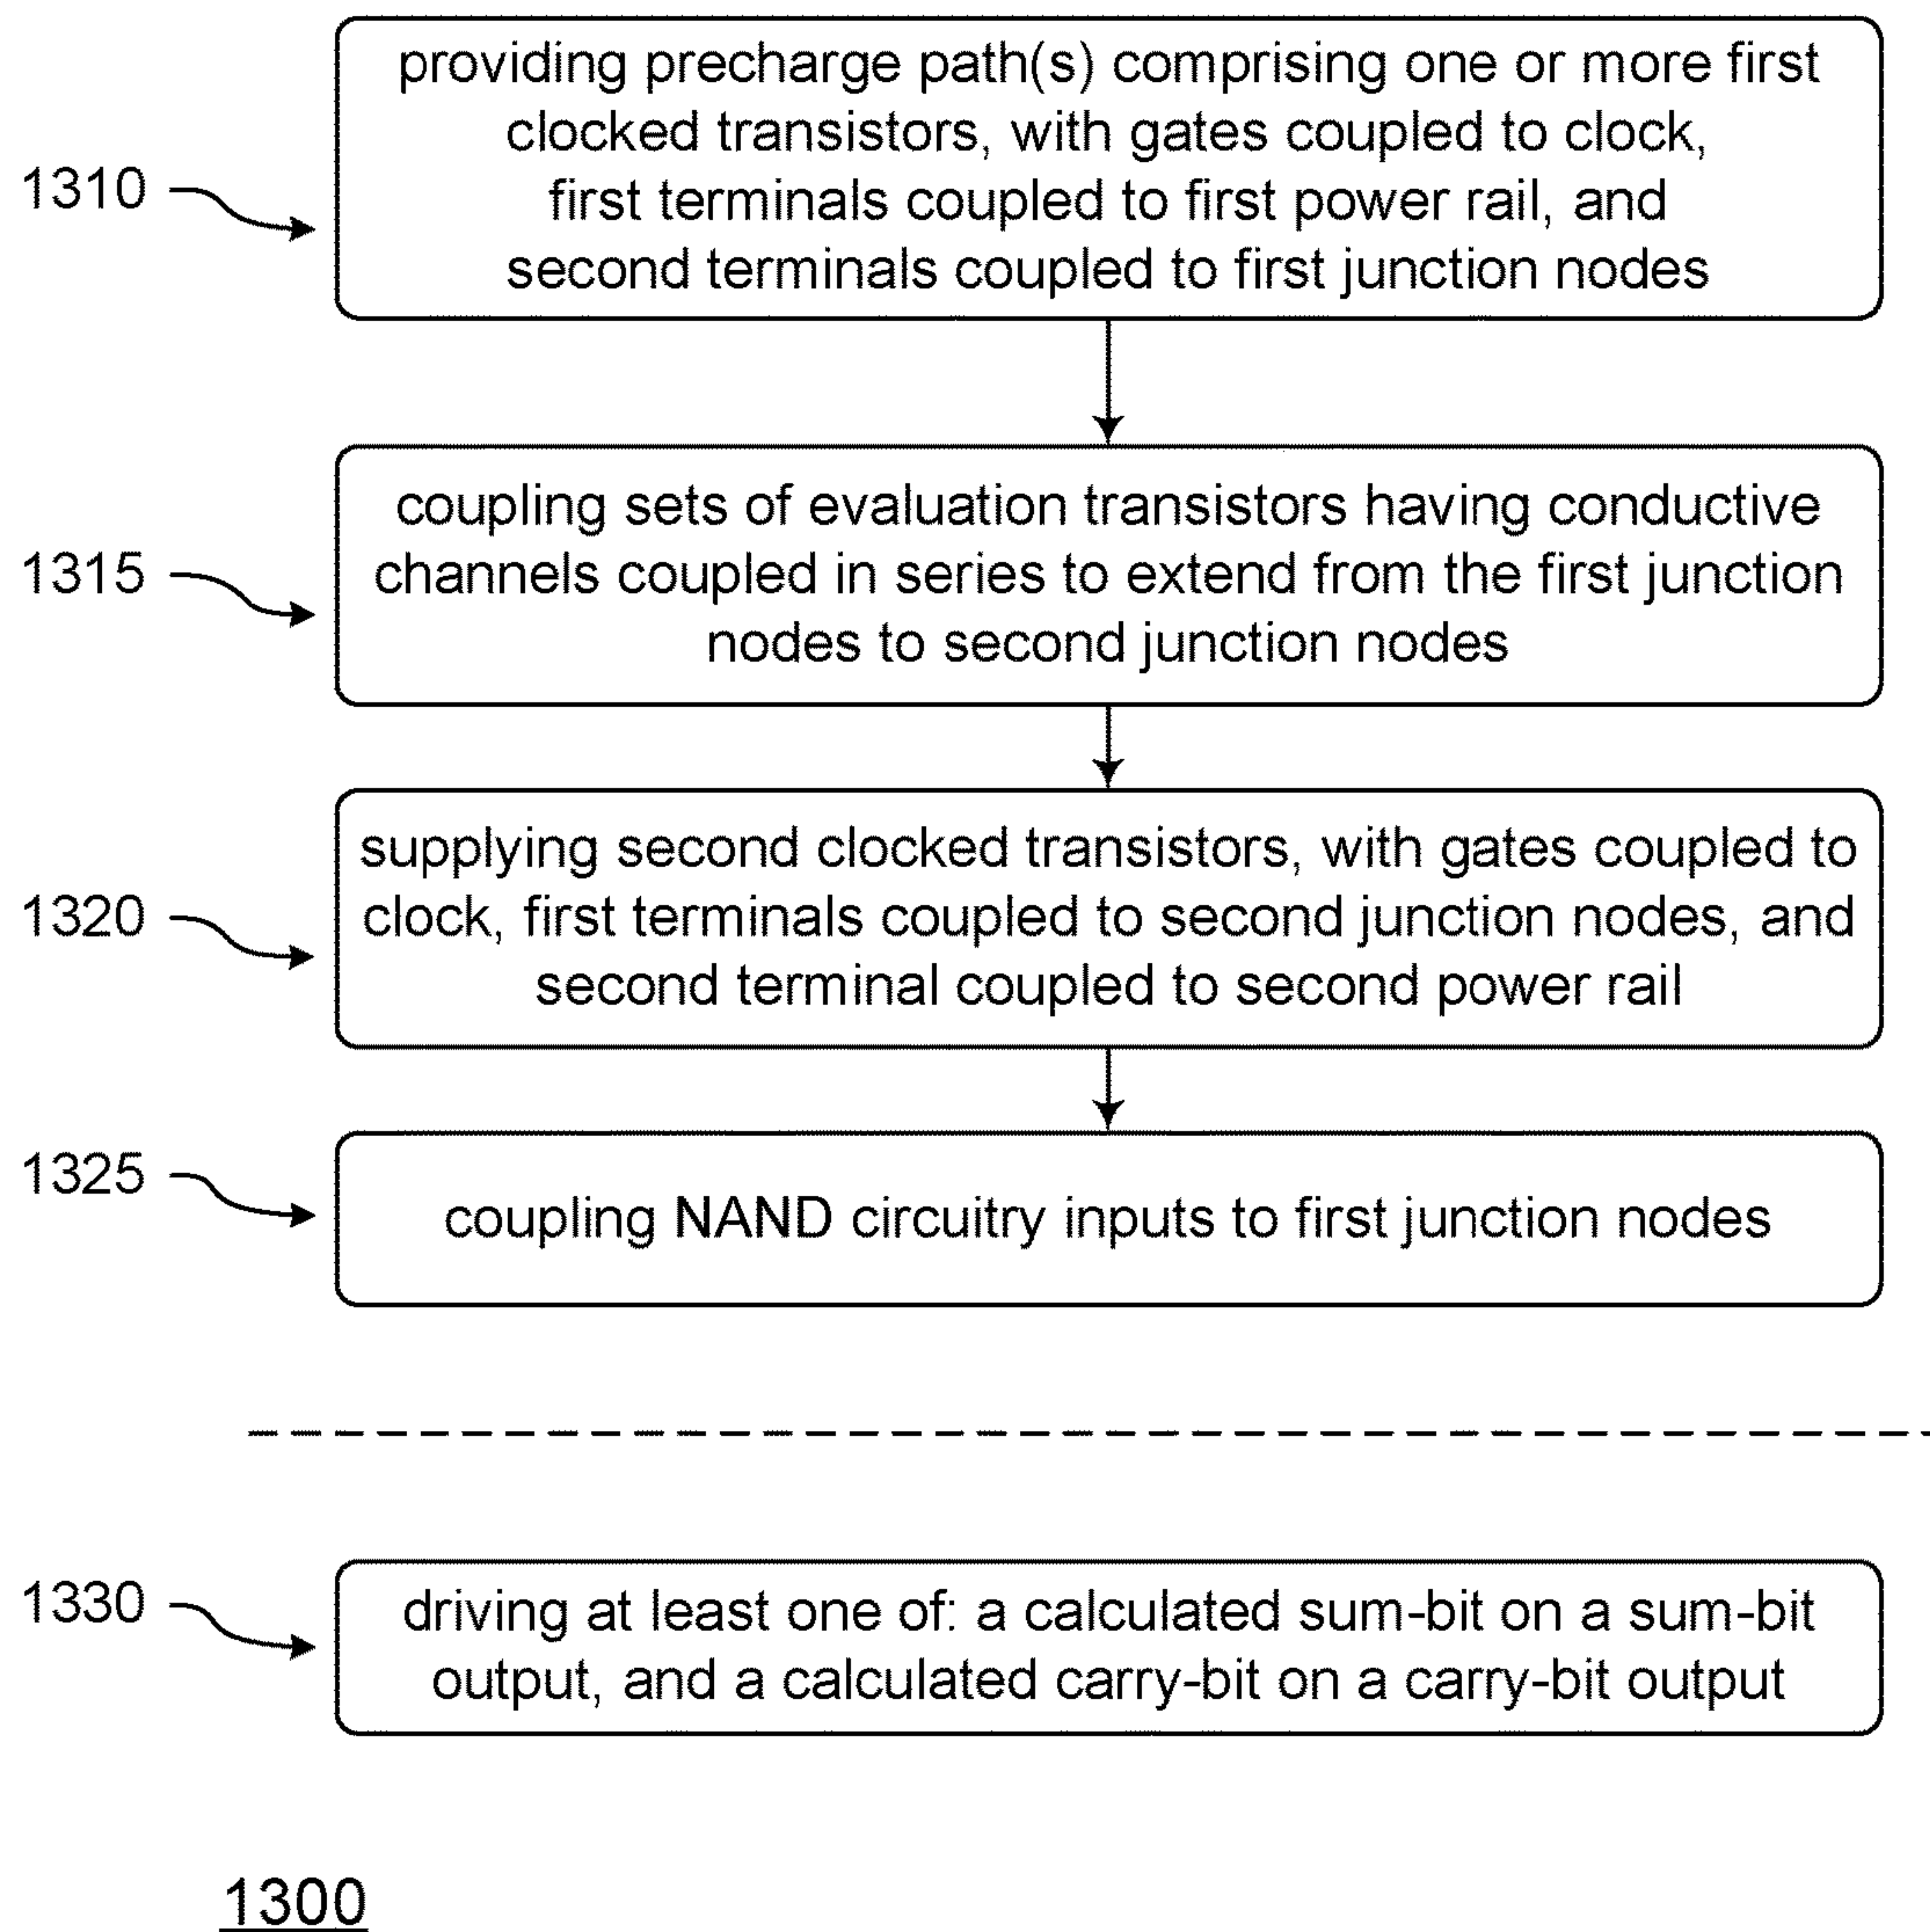 providing precharge path(s) comprising one or more first
clocked transistors, with gates coupled to clock,
first terminals coupled to first power rail, and
second terminals coupled to first junction nodes
1310
coupling sets of evaluation transistors having conductive
channels coupled in series to extend from the first junction
nodes to second junction nodes
1315
supplying second clocked transistors, with gates coupled to
clock, first terminals coupled to second junction nodes, and
second terminal coupled to second power rail
1320
coupling NAND circuitry inputs to first junction nodes
1325
driving at least one of: a calculated sum-bit on a sum-bit
output, and a calculated carry-bit on a carry-bit output
1330
1300